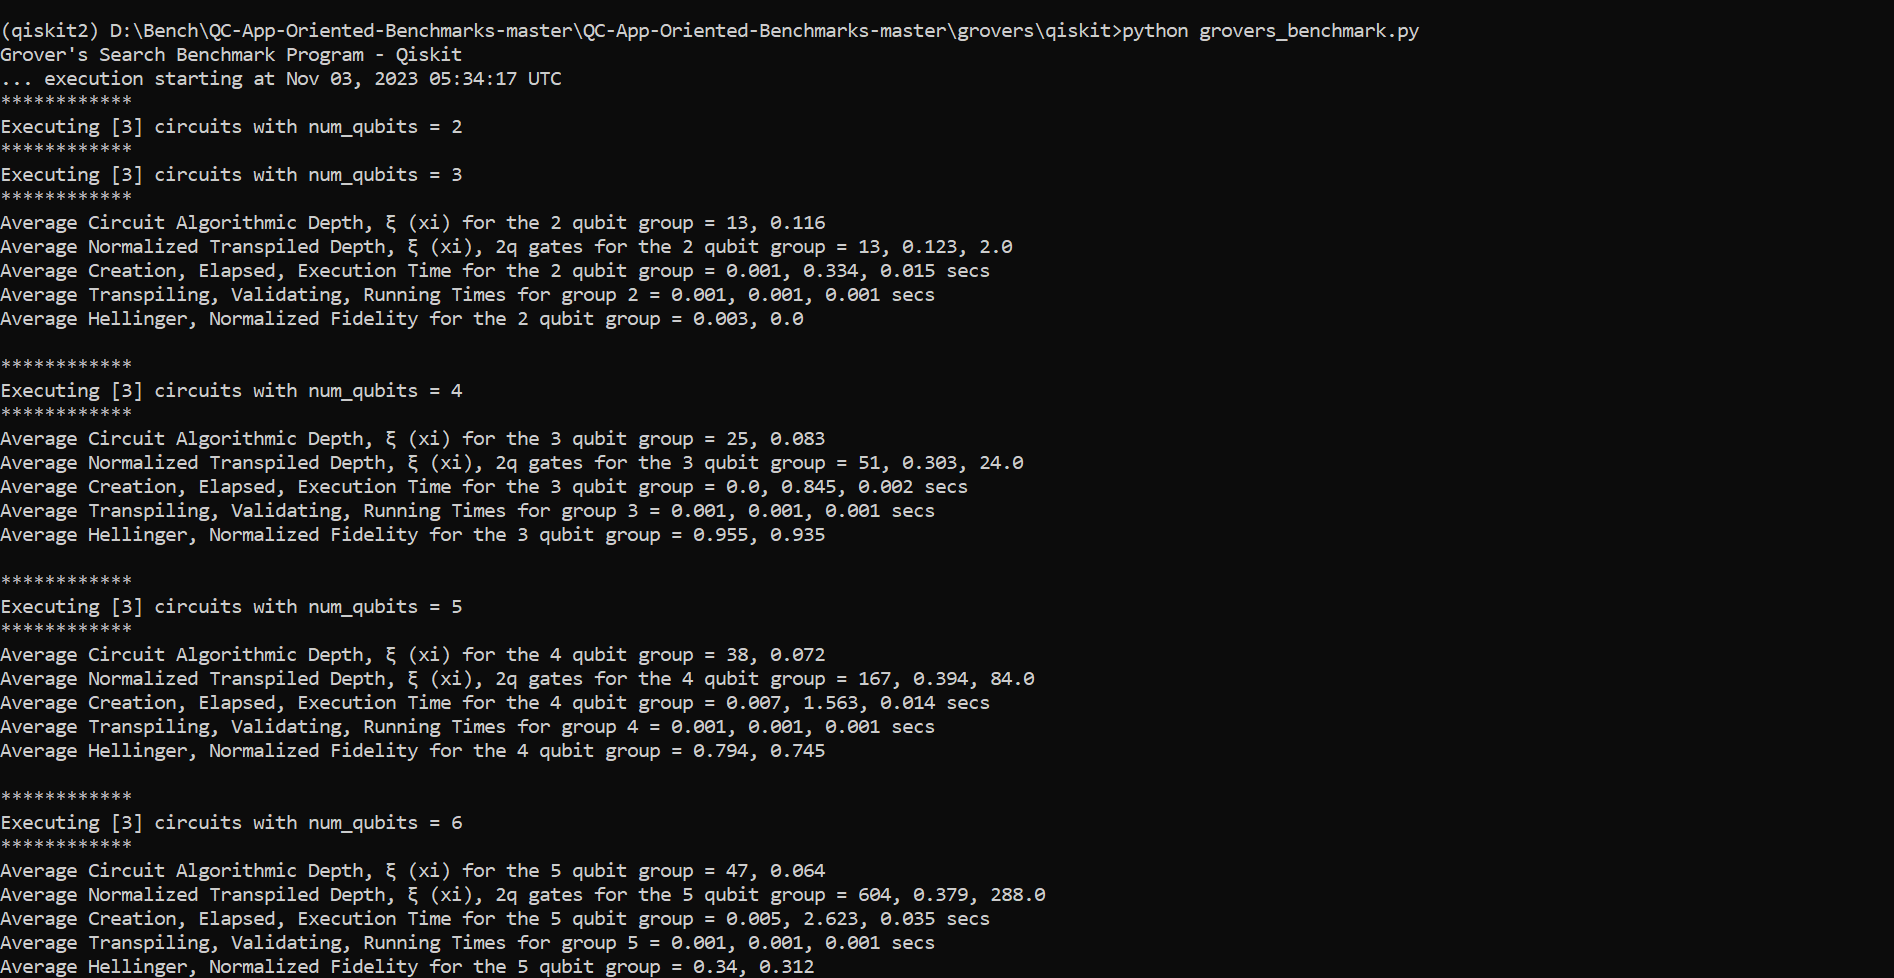 (qiskit2) D:\Bench\QC-App-Oriented-Benchmarks-master\QC-App-Oriented-Benchmarks-master\grovers\qiskit>python grovers_benchmark.py
Grover's Search Benchmark Program - Qiskit
... execution starting at Nov 03, 2023 05:34:17 UTC
************
Executing [3] circuits with num_qubits = 2
************
Executing [3] circuits with num_qubits = 3
************
Average Circuit Algorithmic Depth, ξ (xi) for the 2 qubit group = 13, 0.116
Average Normalized Transpiled Depth, ξ (xi), 2q gates for the 2 qubit group = 13, 0.123, 2.0
Average Creation, Elapsed, Execution Time for the 2 qubit group = 0.001, 0.334, 0.015 secs
Average Transpiling, Validating, Running Times for group 2 = 0.001, 0.001, 0.001 secs
Average Hellinger, Normalized Fidelity for the 2 qubit group = 0.003, 0.0
************
Executing [3] circuits with num_qubits = 4
************
Average Circuit Algorithmic Depth, ξ (xi) for the 3 qubit group = 25, 0.083
Average Normalized Transpiled Depth, ξ (xi), 2q gates for the 3 qubit group = 51, 0.303, 24.0
Average Creation, Elapsed, Execution Time for the 3 qubit group = 0.0, 0.845, 0.002 secs
Average Transpiling, Validating, Running Times for group 3 = 0.001, 0.001, 0.001 secs
Average Hellinger, Normalized Fidelity for the 3 qubit group = 0.955, 0.935
************
Executing [3] circuits with num_qubits = 5
************
Average Circuit Algorithmic Depth, ξ (xi) for the 4 qubit group = 38, 0.072
Average Normalized Transpiled Depth, ξ (xi), 2q gates for the 4 qubit group = 167, 0.394, 84.0
Average Creation, Elapsed, Execution Time for the 4 qubit group = 0.007, 1.563, 0.014 secs
Average Transpiling, Validating, Running Times for group 4 = 0.001, 0.001, 0.001 secs
Average Hellinger, Normalized Fidelity for the 4 qubit group = 0.794, 0.745
************
Executing [3] circuits with num_qubits = 6
************
Average Circuit Algorithmic Depth, ξ (xi) for the 5 qubit group = 47, 0.064
Average Normalized Transpiled Depth, ξ (xi), 2q gates for the 5 qubit group = 604, 0.379, 288.0
Average Creation, Elapsed, Execution Time for the 5 qubit group = 0.005, 2.623, 0.035 secs
Average Transpiling, Validating, Running Times for group 5 = 0.001, 0.001, 0.001 secs
Average Hellinger, Normalized Fidelity for the 5 qubit group = 0.34, 0.312